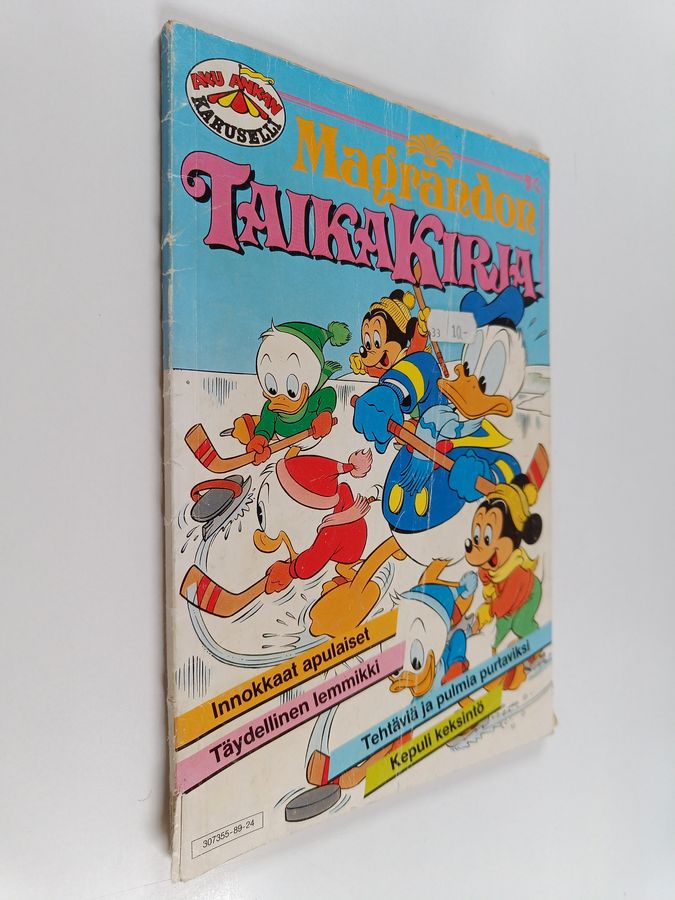 AKU ANKAN
KARUSELLI
Magrandon
TAIKAKIRJA
33 10,-
Innokkaat apulaiset
Täydellinen lemmikki
Tehtäviä ja pulmia purtaviksi
Kepuli keksintö
307355-89-24